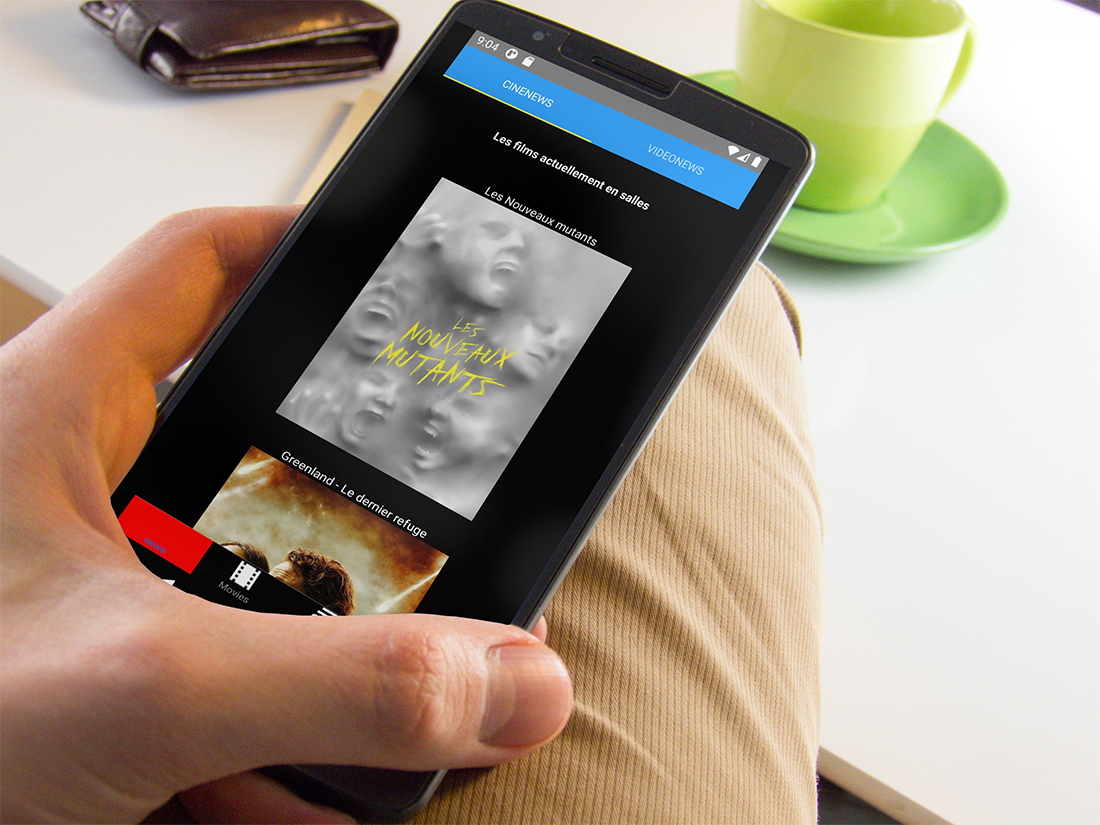 9:04
CINENEWS
VIDEONEWS
Les films actuellement en salles
Les Nouveaux mutants
LES
NOUVEAUX
MUTANTS
Greenland - Le dernier refuge
news
Movies